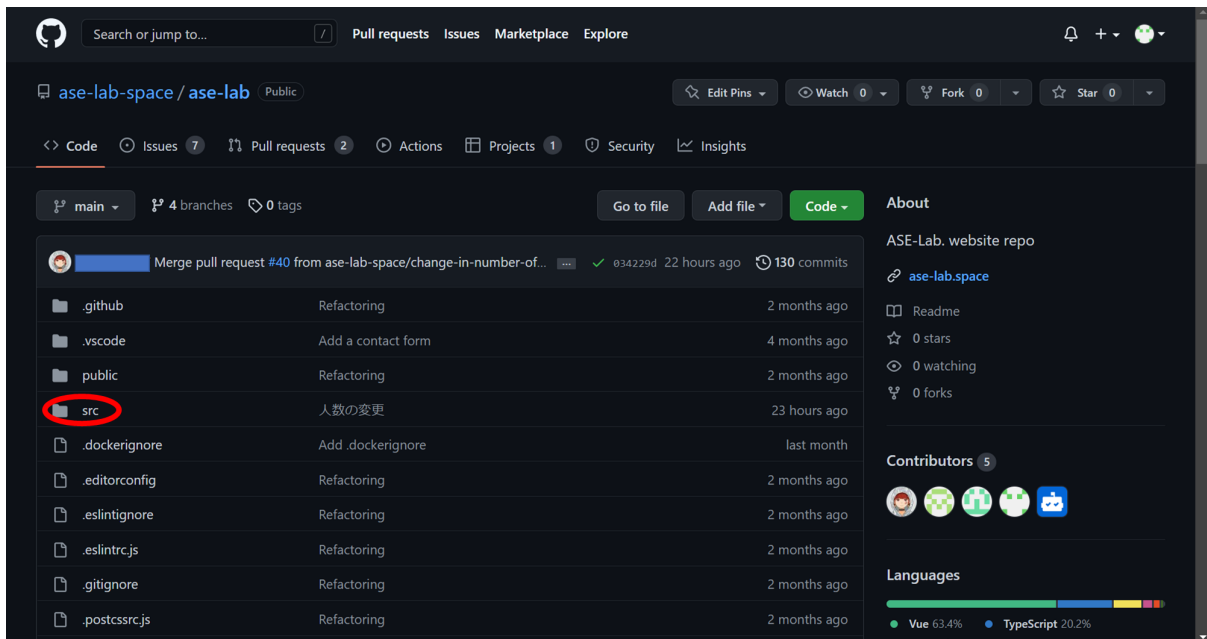 Search or jump to... / Pull requests Issues Marketplace Explore
ase-lab-space / ase-lab Public Edit Pins Watch 0 Fork 0 Star 0
Code Issues 7 Pull requests 2 Actions Projects 1 Security Insights
main 4 branches 0 tags Go to file Add file Code
Merge pull request #40 from ase-lab-space/change-in-number-of... ... 034229d 22 hours ago 130 commits
.github Refactoring 2 months ago
.vscode Add a contact form 4 months ago
public Refactoring 2 months ago
src 人数の変更 23 hours ago
.dockerignore Add .dockerignore last month
.editorconfig Refactoring 2 months ago
.eslintignore Refactoring 2 months ago
.eslintrc.js Refactoring 2 months ago
.gitignore Refactoring 2 months ago
.postcssrc.js Refactoring 2 months ago
About
ASE-Lab. website repo
ase-lab.space
Readme
0 stars
0 watching
0 forks
Contributors 5
Languages
Vue 63.4% TypeScript 20.2%